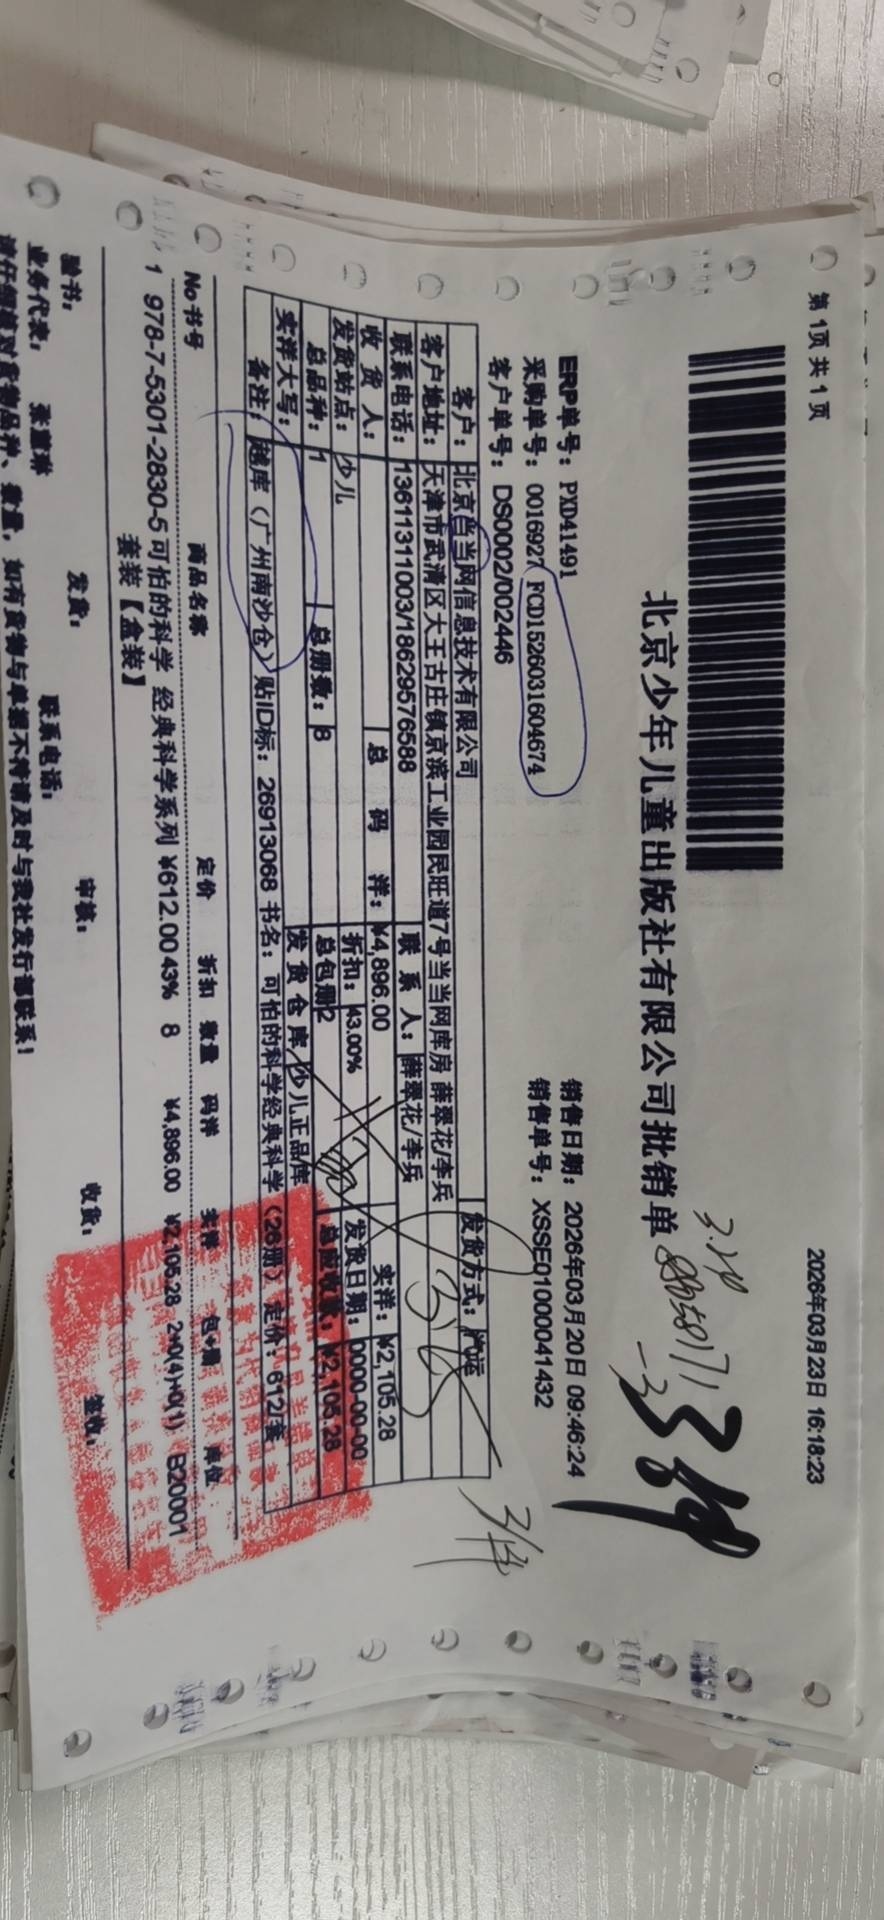 第 1页 共 1 页
2026年03月23日 16:18:23
北京少年儿童出版社有限公司批销单
ERP单号： PXD41491
销售日期： 2026年03月20日 09:46:24
采购单号： 0016927 FCD1526031604674
销售单号： XSSE01000041432
客户单号： DS0002/002446
客户： 北京当当网信息技术有限公司 发货方式： 汽运
客户地址： 天津市武清区大王古庄镇京滨工业园民旺道7号当当网库房 薛翠花/李兵
联系电话： 13611311003/18629576588 联 系 人： 薛翠花/李兵
收 货 人： 总 码 洋： ¥4,896.00 实洋： ¥2,105.28
发货站点： 少儿 折扣： 43.00% 发货日期： 0000-00-00
总品种： 1 总册数： 8 总包册 2 总应收款： ¥2,105.28
实洋大写： 发 货 仓 库 少儿正品库
备注： 越库（广州南沙仓）贴ID标： 26913068 书名： 可怕的科学经典科学（26册）定价：612/套
No 书号 商品名称 定价 折扣 数量 码洋 实洋 包+册 库位
1 978-7-5301-2830-5 可怕的科学 经典科学系列 ¥612.00 43% 8 ¥4,896.00 ¥2,105.28 2*0(4)+0(1) B20001
套装【盒装】
验书： 发货： 审核： 收货： 签收：
业务代表： 联系电话：
请仔细核对货物品种、数量，如有货物与单据不符请及时与我社发行部联系！